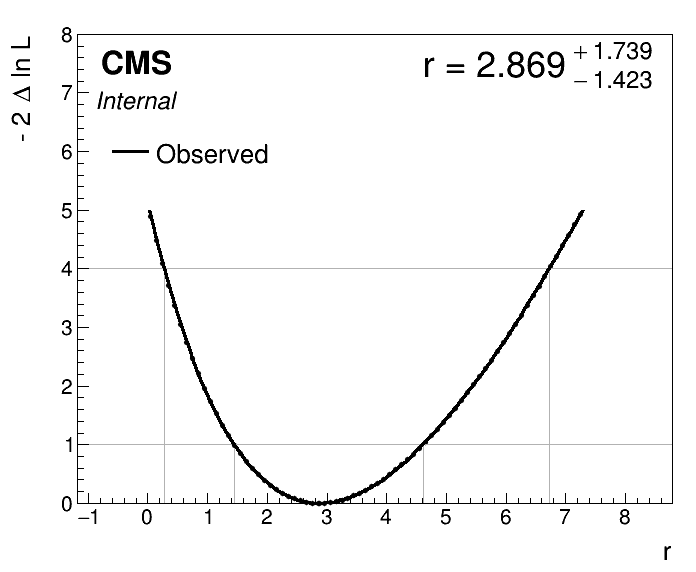 - 2 Δ ln L
8
7
6
5
4
3
2
1
0
CMS
Internal
r = 2.869 +1.739
−1.423
Observed
−1 0 1 2 3 4 5 6 7 8
r